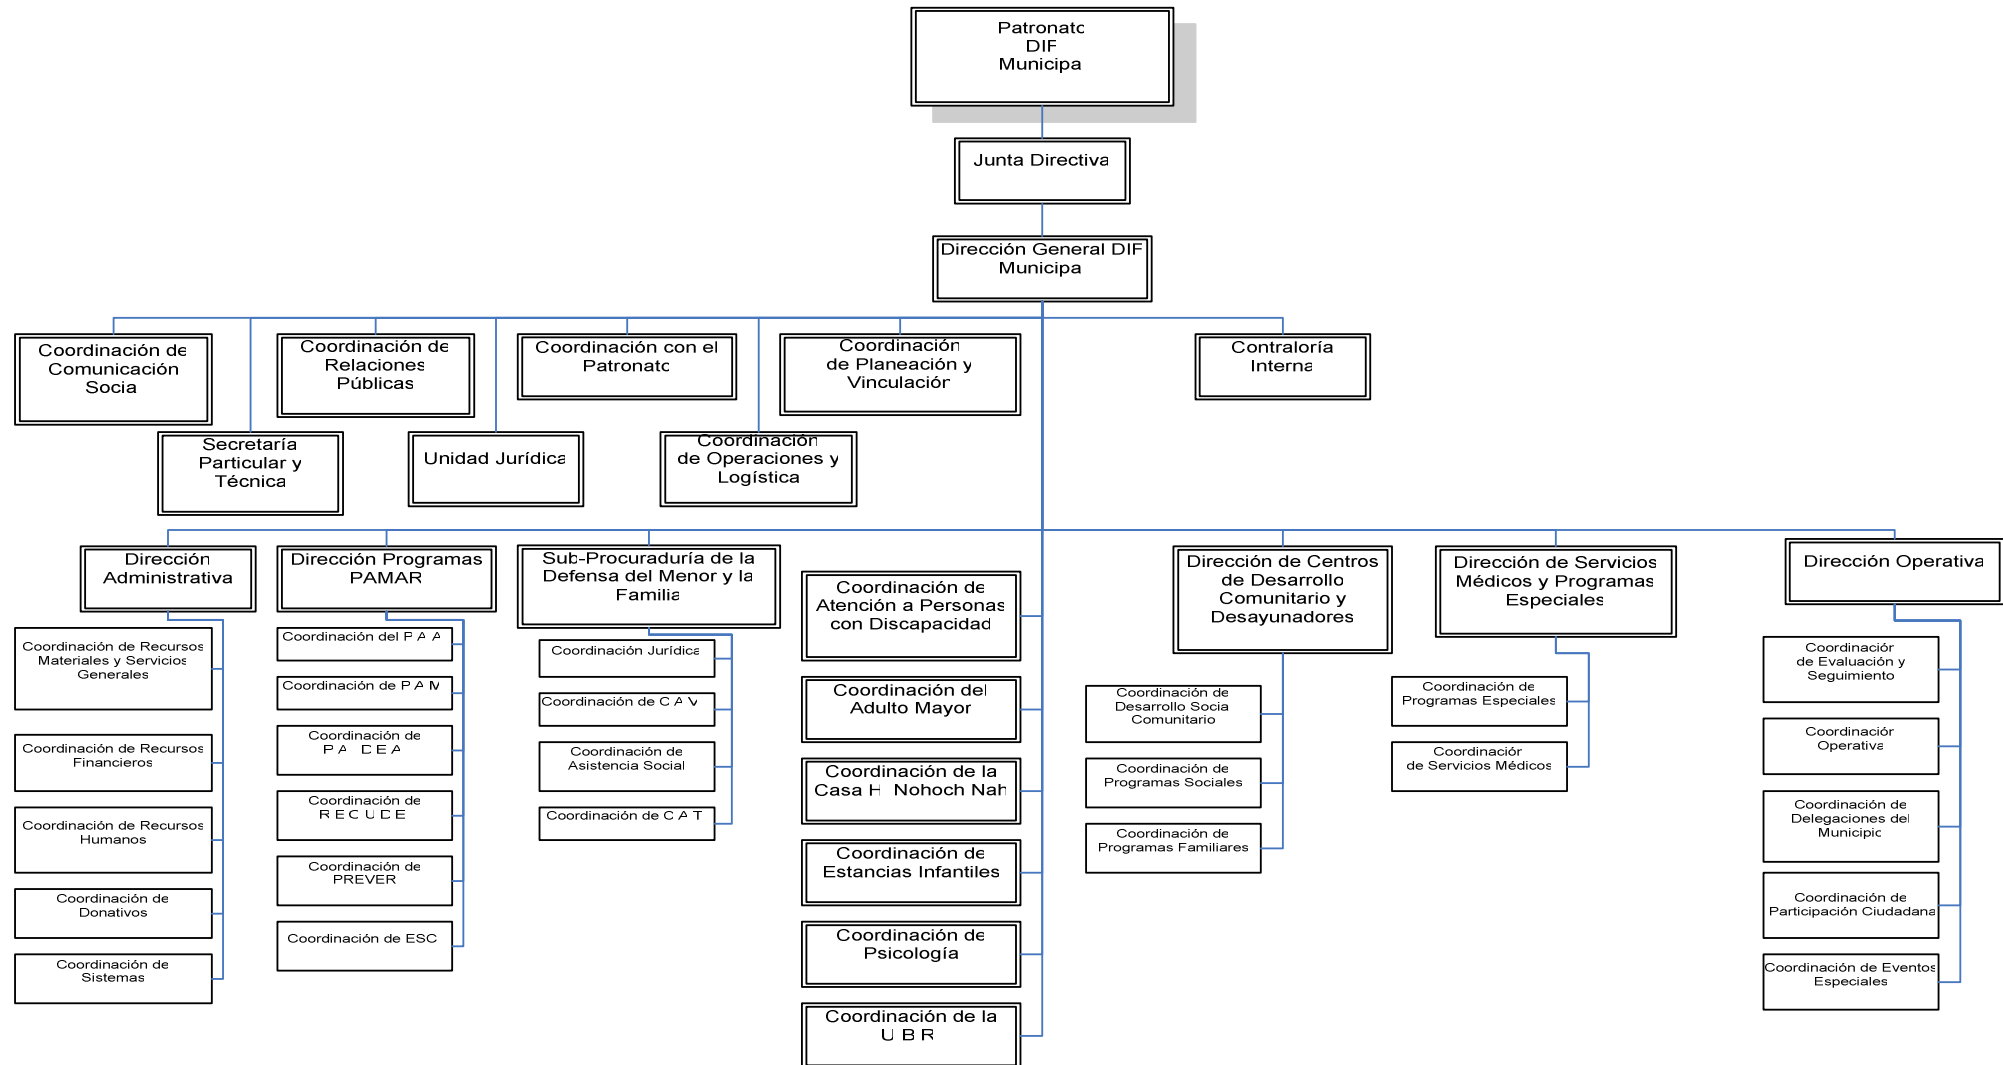 Patronato
DIF
Municipa
Junta Directiva
Dirección General DIF
Municipa
Coordinación de
Comunicación
Socia
Coordinación de
Relaciones
Públicas
Coordinación con el
Patronato
Coordinación
de Planeación y
Vinculación
Contraloría
Interna
Secretaría
Particular y
Técnica
Unidad Jurídica
Coordinación
de Operaciones y
Logística
Dirección
Administrativa
Coordinación de Recursos
Materiales y Servicios
Generales
Coordinación de Recursos
Financieros
Coordinación de Recursos
Humanos
Coordinación de
Donativos
Coordinación de
Sistemas
Dirección Programas
PAMAR
Coordinación del P A A
Coordinación de P A M
Coordinación de
P A D E A
Coordinación de
R E C U D E
Coordinación de
PREVER
Coordinación de ESC
Sub-Procuraduría de la
Defensa del Menor y la
Familia
Coordinación Jurídica
Coordinación de C A V
Coordinación de
Asistencia Social
Coordinación de C A T
Coordinación de
Atención a Personas
con Discapacidad
Coordinación del
Adulto Mayor
Coordinación de la
Casa H Nohoch Nah
Coordinación de
Estancias Infantiles
Coordinación de
Psicología
Coordinación de la
U B R
Dirección de Centros
de Desarrollo
Comunitario y
Desayunadores
Coordinación de
Desarrollo Socia
Comunitario
Coordinación de
Programas Sociales
Coordinación de
Programas Familiares
Dirección de Servicios
Médicos y Programas
Especiales
Coordinación de
Programas Especiales
Coordinación
de Servicios Médicos
Dirección Operativa
Coordinación
de Evaluación y
Seguimiento
Coordinación
Operativa
Coordinación de
Delegaciones del
Municipio
Coordinación de
Participación Ciudadana
Coordinación de Eventos
Especiales